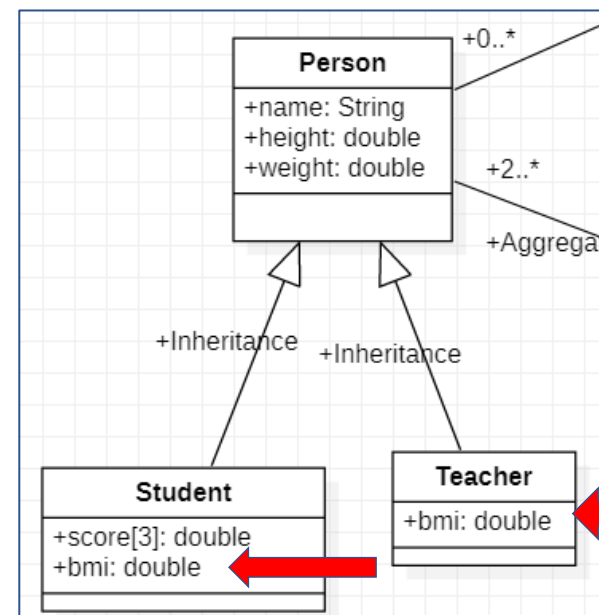 +0..*
Person
+name: String
+height: double
+weight: double
+2..*
+Aggrega
+Inheritance
+Inheritance
Student
+score[3]: double
+bmi: double
Teacher
+bmi: double